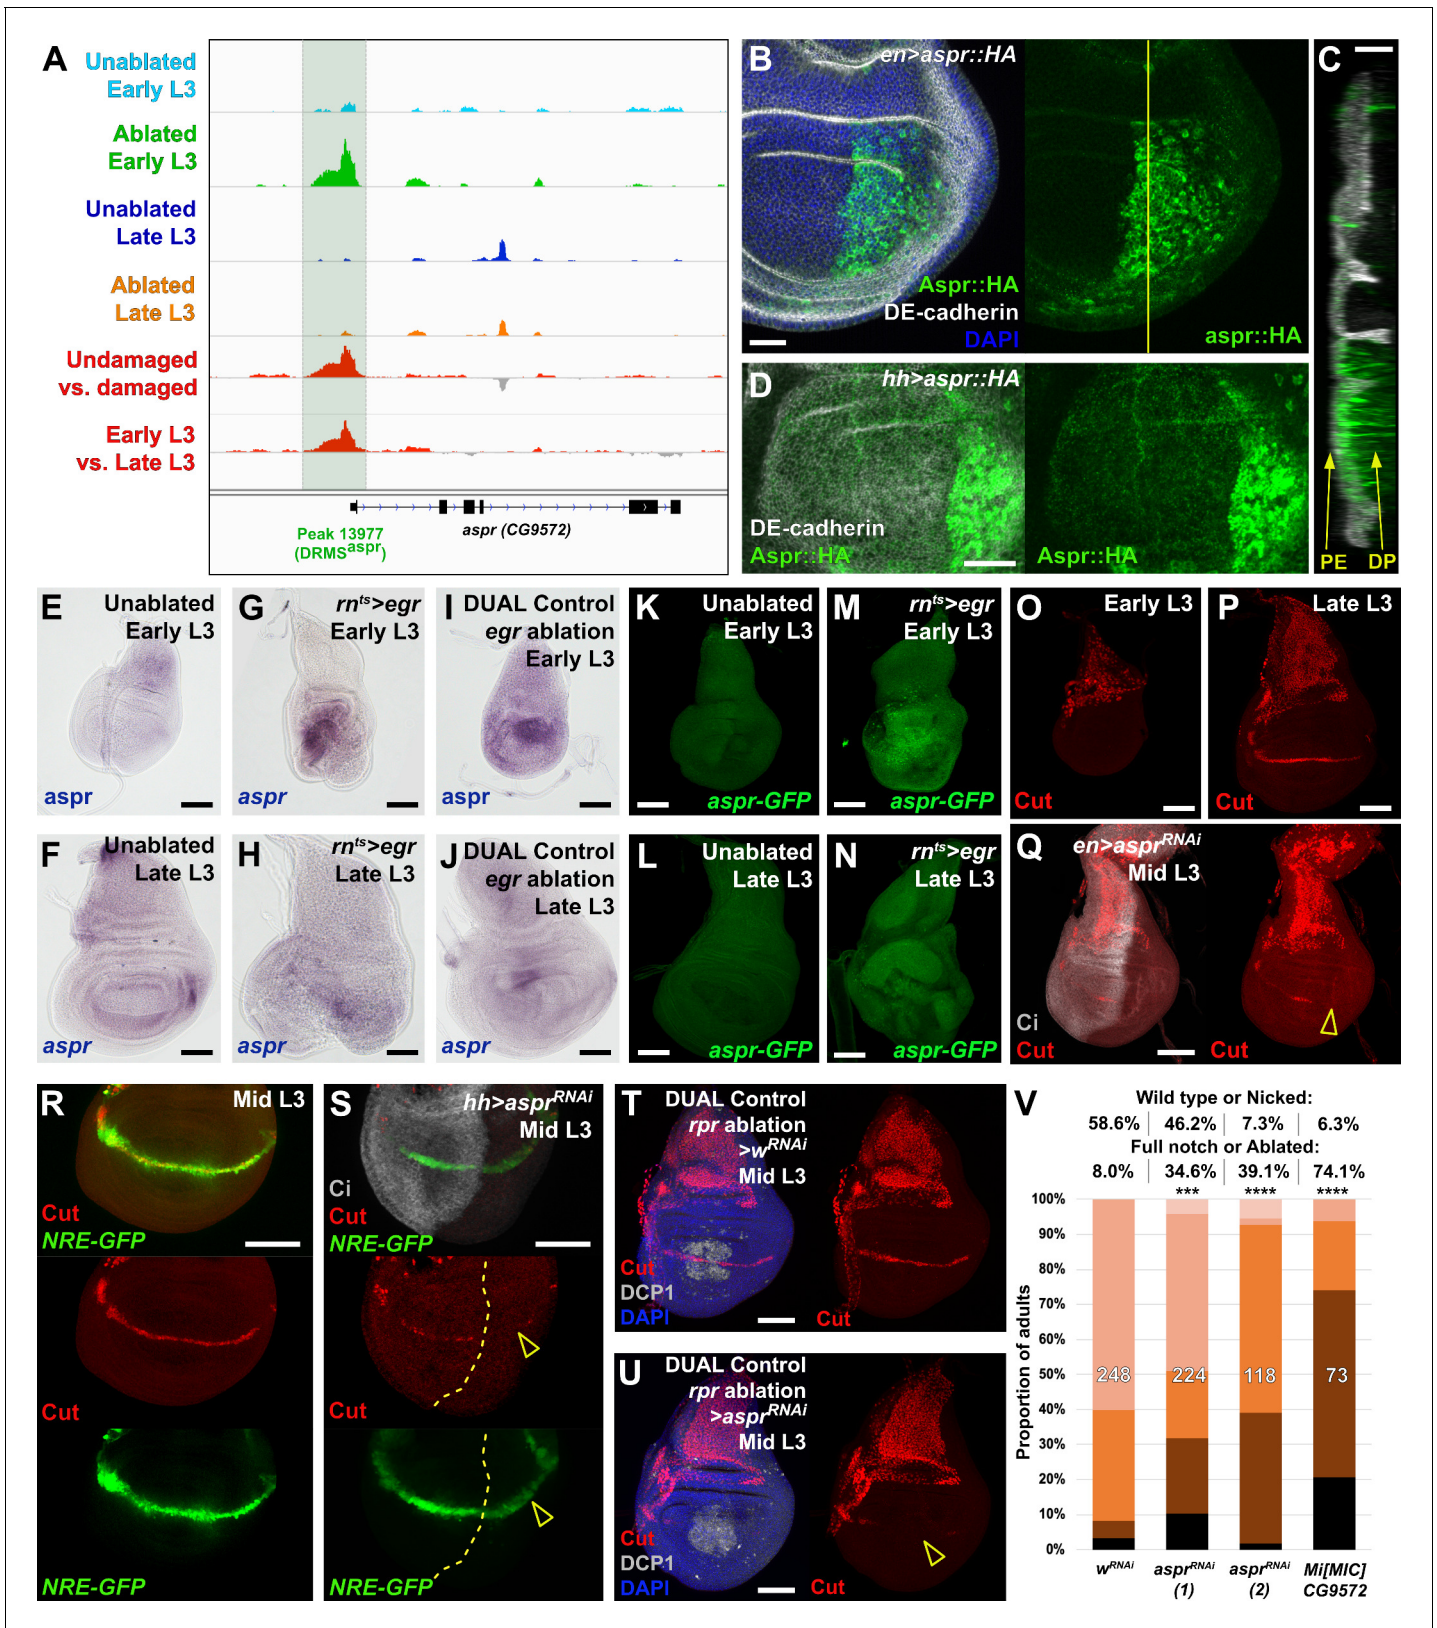 A
Unablated
Early L3
Ablated
Early L3
Unablated
Late L3
Ablated
Late L3
Undamaged
vs. damaged
Early L3
vs. Late L3
Peak 13977
(DRMSaspr)
aspr (CG9572)
B
en>aspr::HA
Aspr::HA
DE-cadherin
DAPI
aspr::HA
C
PE
DP
D
hh>aspr::HA
DE-cadherin
Aspr::HA
Aspr::HA
E
Unablated
Early L3
aspr
G
rnts>egr
Early L3
aspr
I
DUAL Control
egr ablation
Early L3
aspr
K
Unablated
Early L3
aspr-GFP
M
rnts>egr
Early L3
aspr-GFP
O
Early L3
Cut
P
Late L3
Cut
F
Unablated
Late L3
aspr
H
rnts>egr
Late L3
aspr
J
DUAL Control
egr ablation
Late L3
aspr
L
Unablated
Late L3
aspr-GFP
N
rnts>egr
Late L3
aspr-GFP
Q
en>asprRNAi
Mid L3
Ci
Cut
Cut
R
Mid L3
Cut
NRE-GFP
Cut
NRE-GFP
S
hh>asprRNAi
Mid L3
Ci
Cut
NRE-GFP
Cut
NRE-GFP
T
DUAL Control
rpr ablation
>wRNAi
Mid L3
Cut
DCP1
DAPI
Cut
U
DUAL Control
rpr ablation
>asprRNAi
Mid L3
Cut
DCP1
DAPI
Cut
V
Wild type or Nicked:
58.6% 46.2% 7.3% 6.3%
Full notch or Ablated:
8.0% 34.6% 39.1% 74.1%
*** **** ****
100%
90%
80%
70%
60%
50%
40%
30%
20%
10%
0%
Proportion of adults
248 224 118 73
wRNAi asprRNAi asprRNAi Mi[MIC]
(1) (2) CG9572